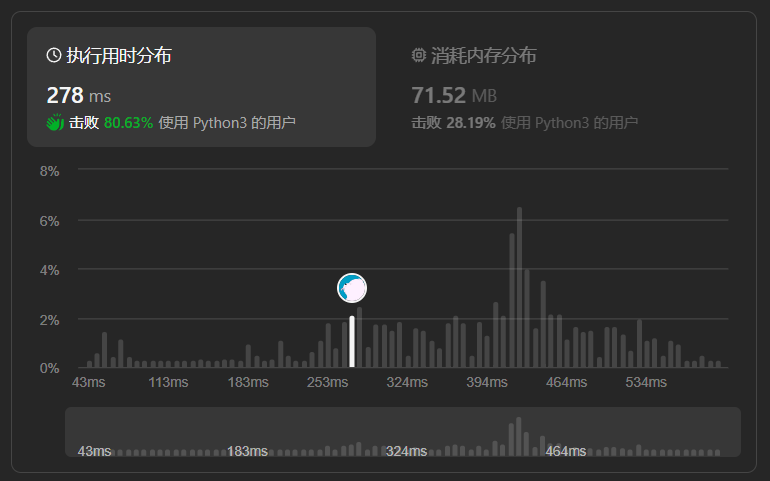 执行用时分布
278 ms
击败 80.63% 使用 Python3 的用户
消耗内存分布
71.52 MB
击败 28.19% 使用 Python3 的用户
8%
6%
4%
2%
0%
43ms 113ms 183ms 253ms 324ms 394ms 464ms 534ms
43ms 183ms 324ms 464ms